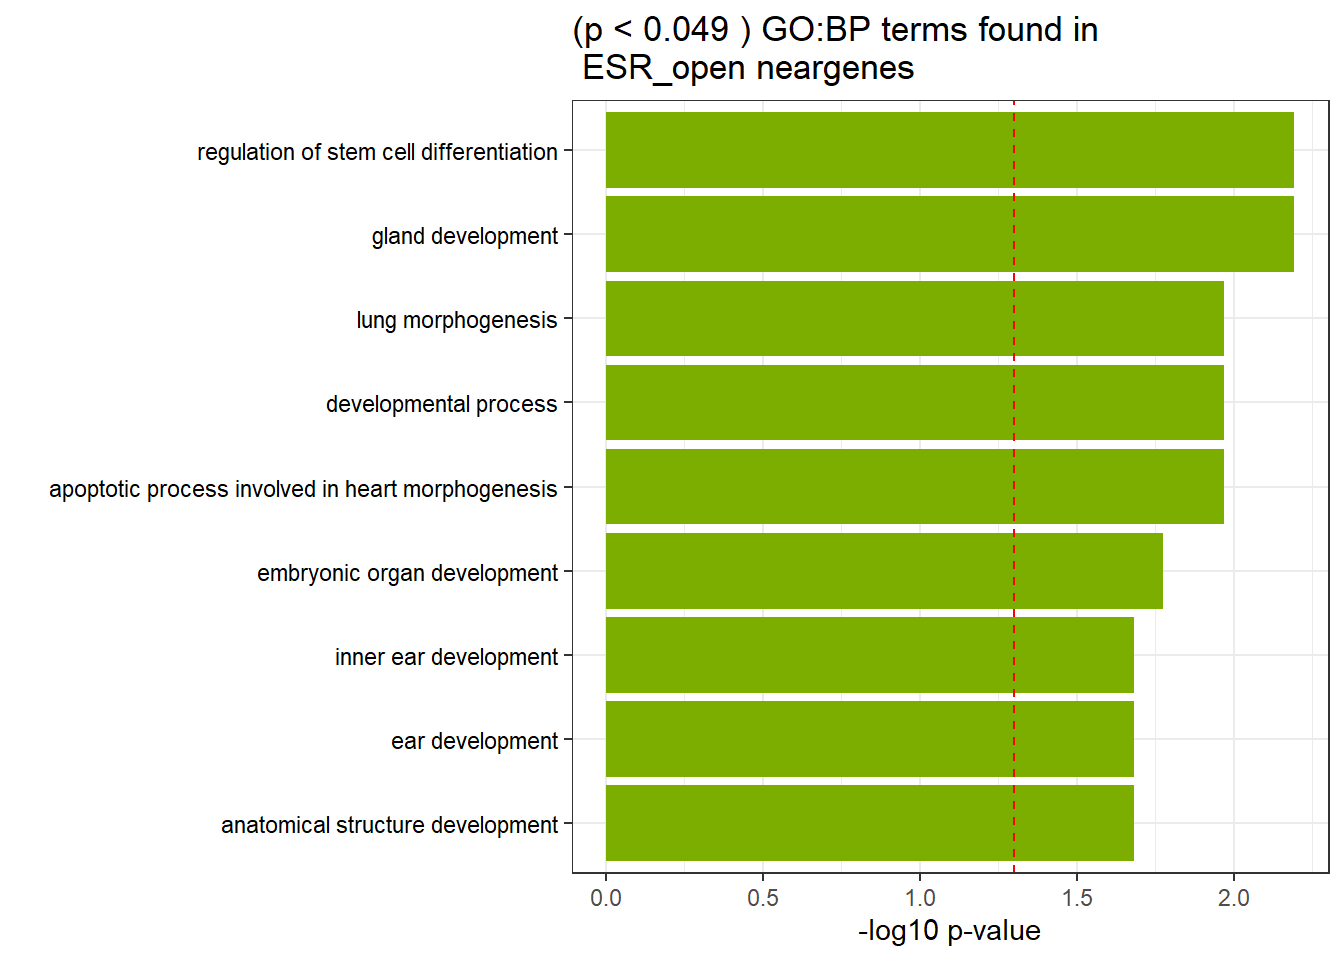 (p < 0.049 ) GO:BP terms found in
ESR_open neargenes
regulation of stem cell differentiation
gland development
lung morphogenesis
developmental process
apoptotic process involved in heart morphogenesis
embryonic organ development
inner ear development
ear development
anatomical structure development
0.0 0.5 1.0 1.5 2.0
-log10 p-value